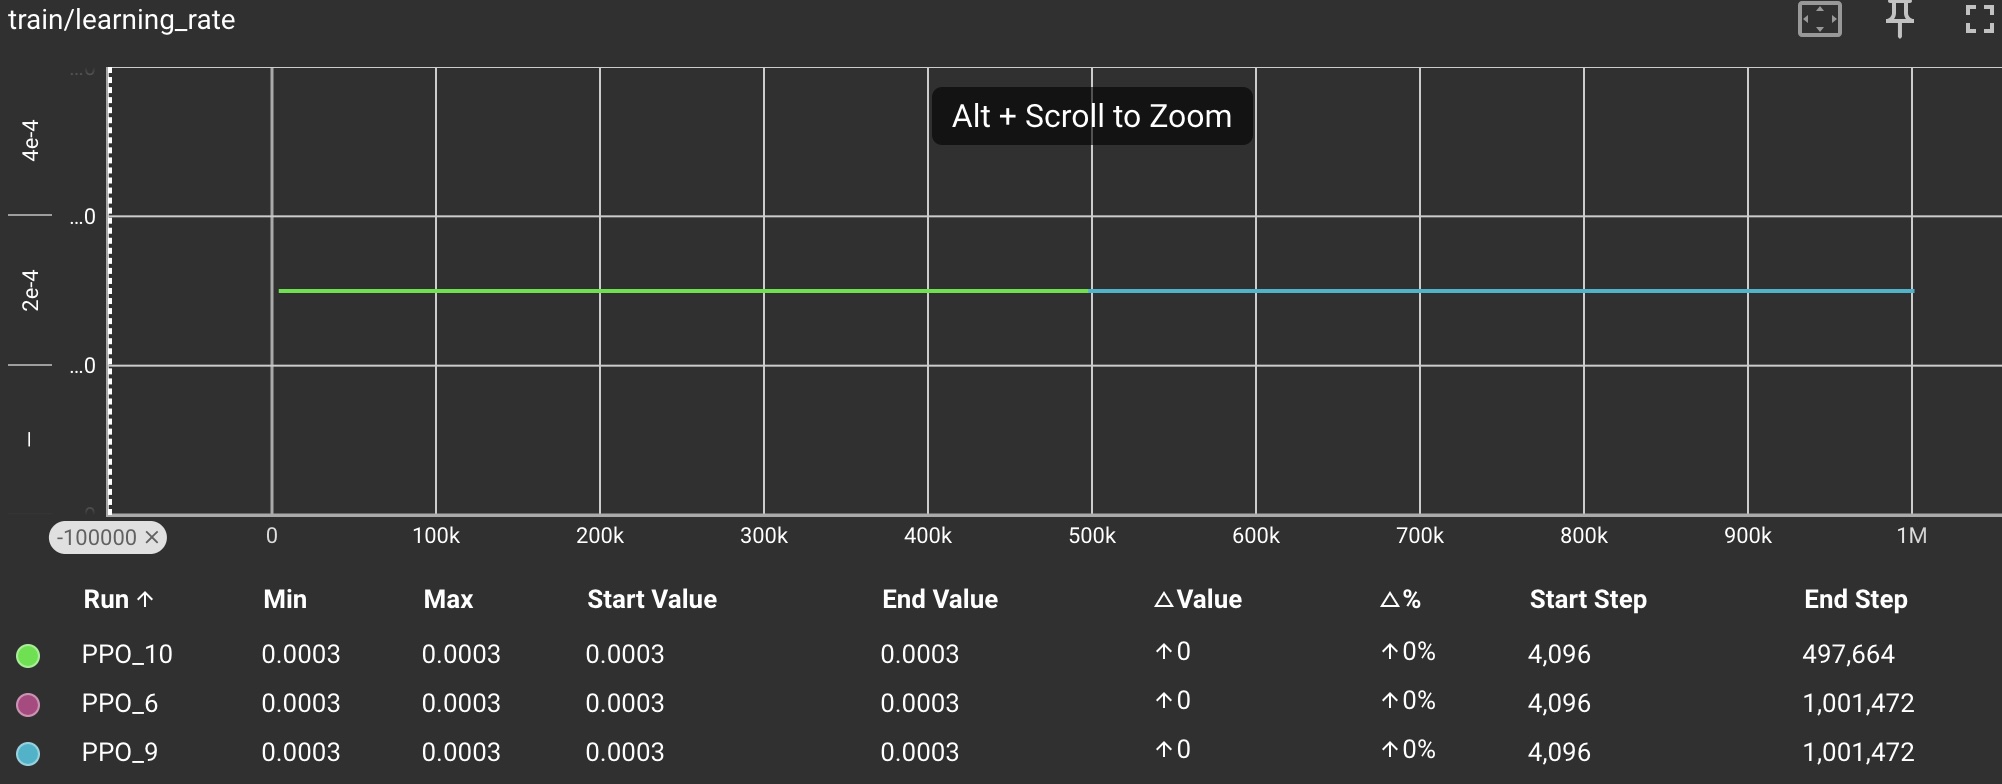 train/learning_rate
Alt + Scroll to Zoom
4e-4
...0
2e-4
...0
–
-100000 ×
0 100k 200k 300k 400k 500k 600k 700k 800k 900k 1M
Run ↑ Min Max Start Value End Value △Value △% Start Step End Step
PPO_10 0.0003 0.0003 0.0003 0.0003 ↑0 ↑0% 4,096 497,664
PPO_6 0.0003 0.0003 0.0003 0.0003 ↑0 ↑0% 4,096 1,001,472
PPO_9 0.0003 0.0003 0.0003 0.0003 ↑0 ↑0% 4,096 1,001,472